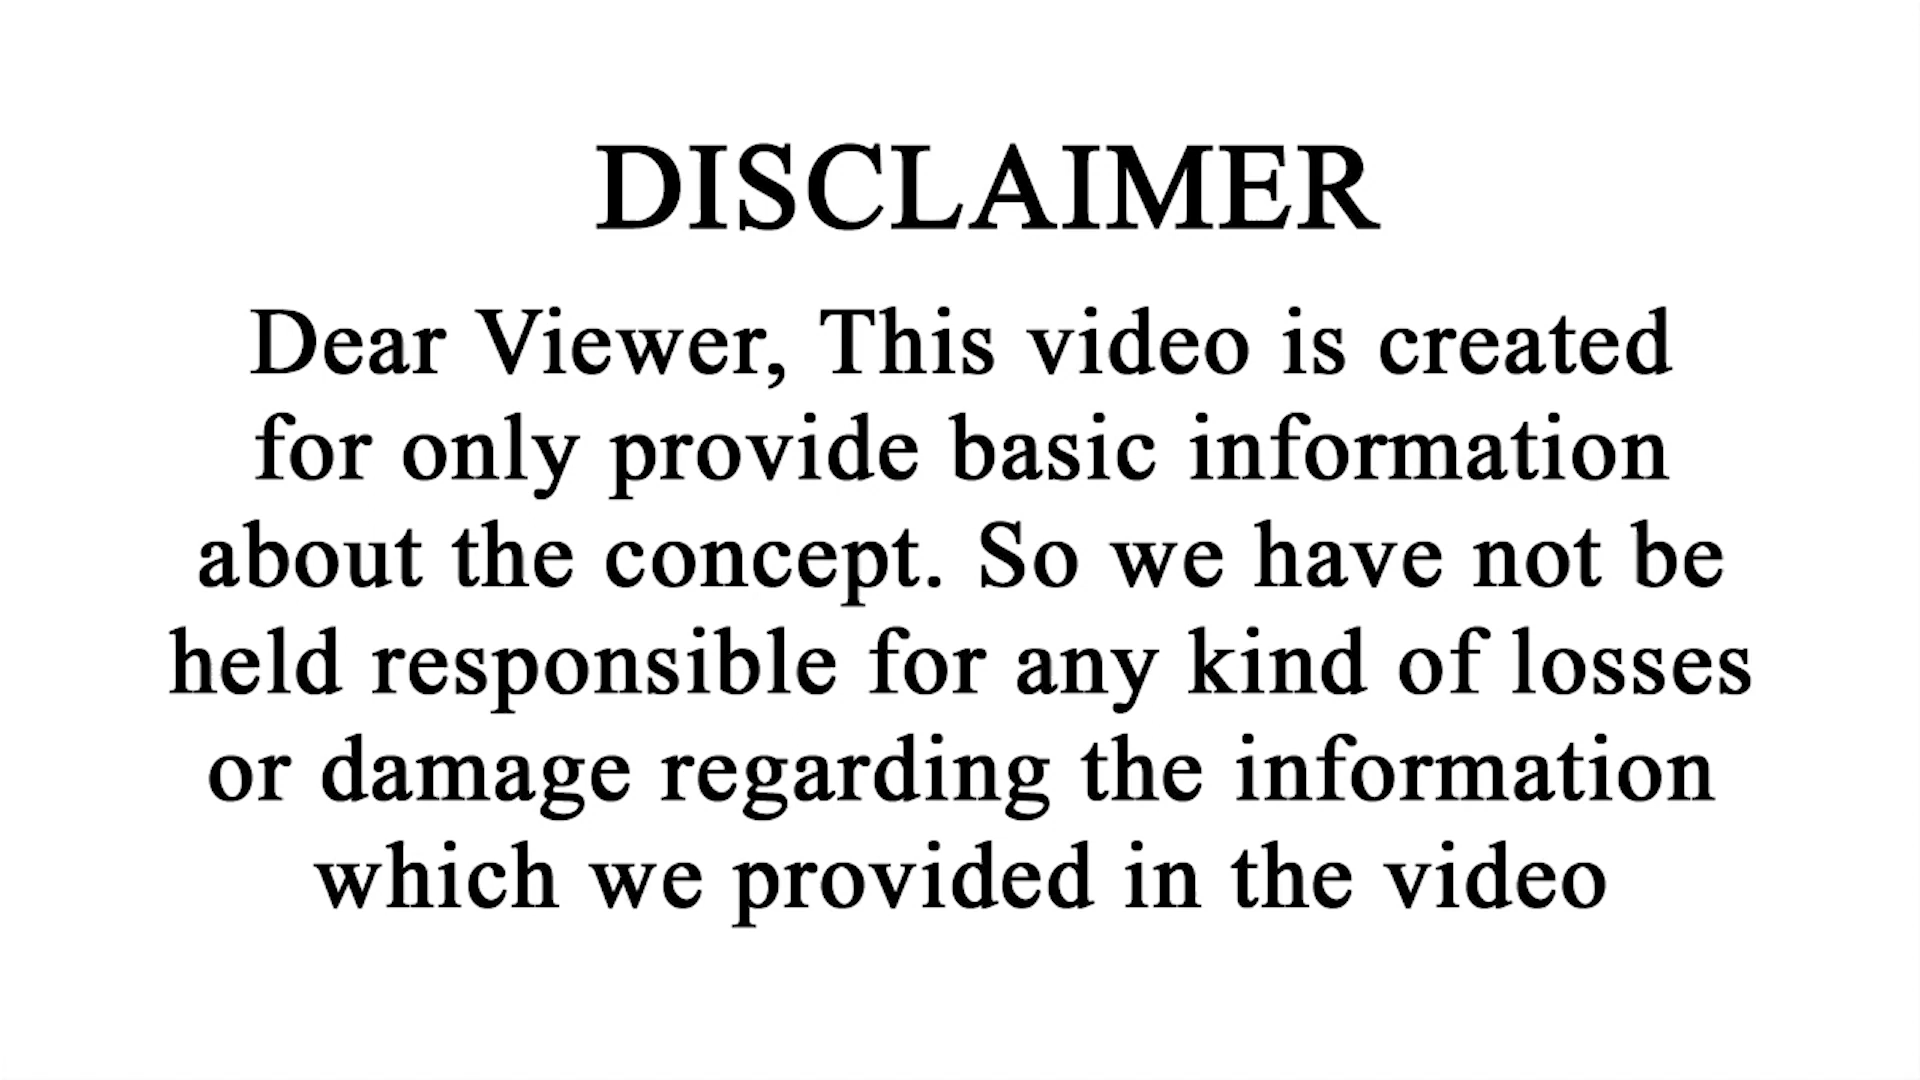 DISCLAIMER
Dear Viewer, This video is created
for only provide basic information
about the concept. So we have not be
held responsible for any kind of losses
or damage regarding the information
which we provided in the video